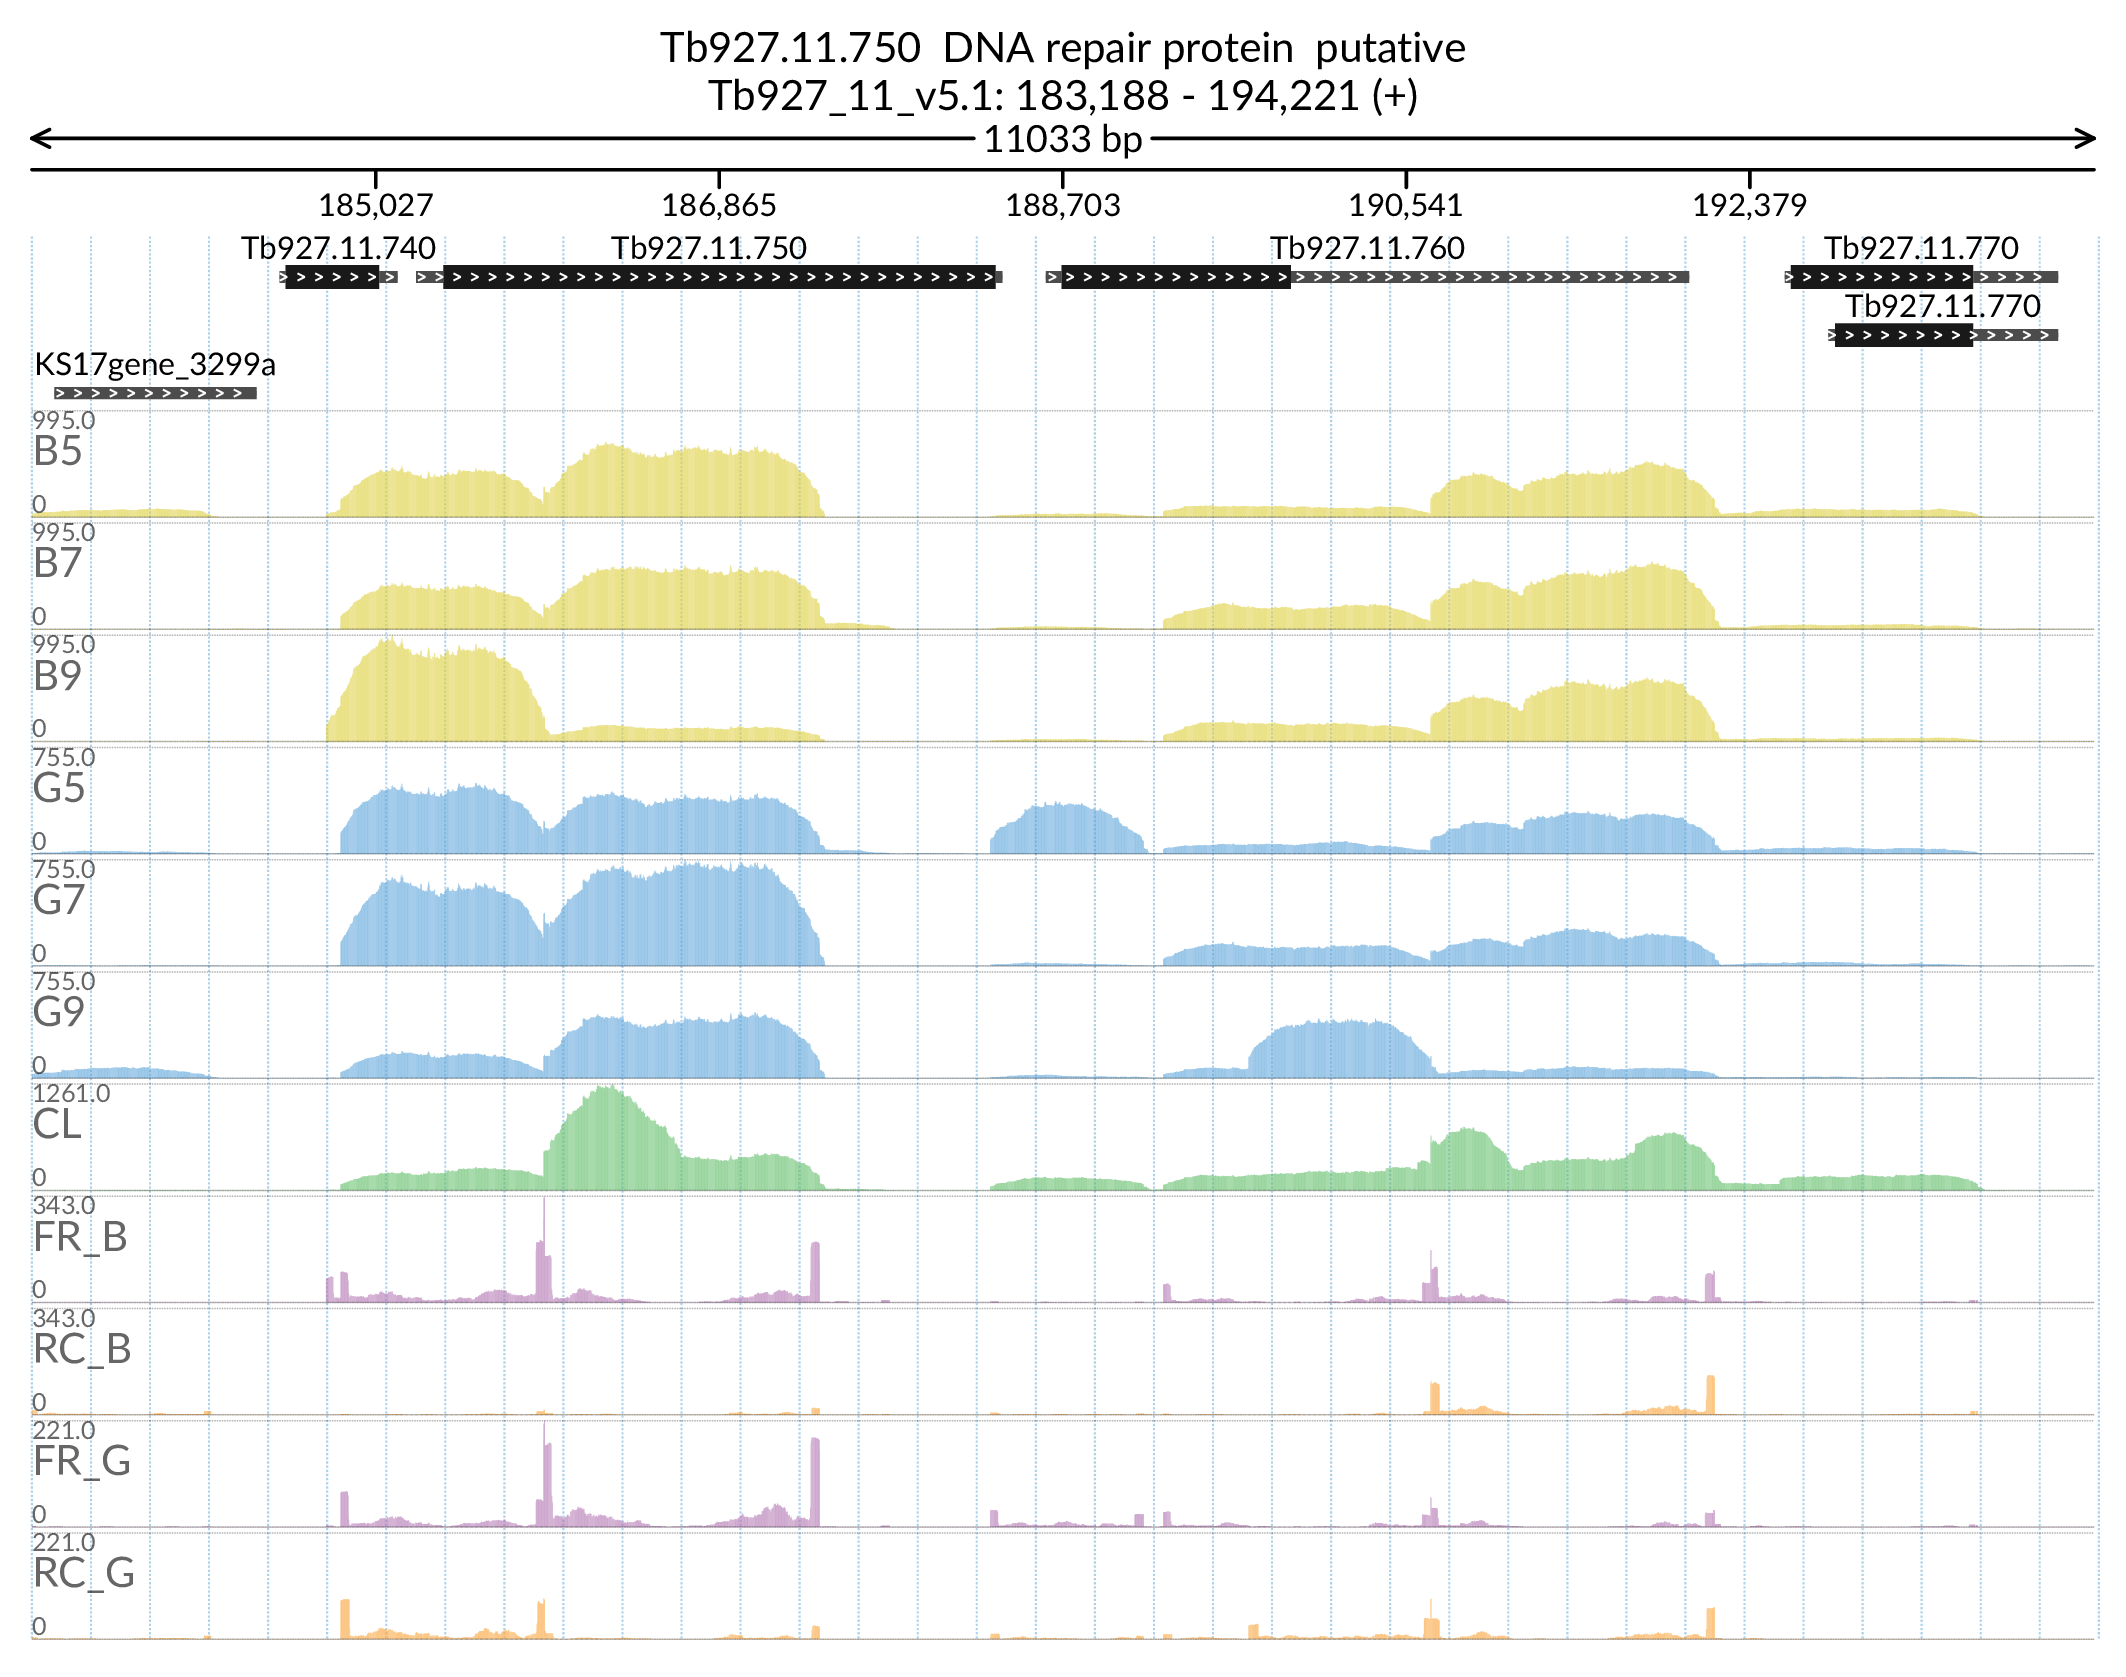 Tb927.11.750  DNA repair protein  putative
Tb927_11_v5.1: 183,188 - 194,221 (+)
11033 bp
185,027 186,865 188,703 190,541 192,379
Tb927.11.740 Tb927.11.750 Tb927.11.760 Tb927.11.770
Tb927.11.770
KS17gene_3299a
995.0
B5
0
995.0
B7
0
995.0
B9
0
755.0
G5
0
755.0
G7
0
755.0
G9
0
1261.0
CL
0
343.0
FR_B
0
343.0
RC_B
0
221.0
FR_G
0
221.0
RC_G
0